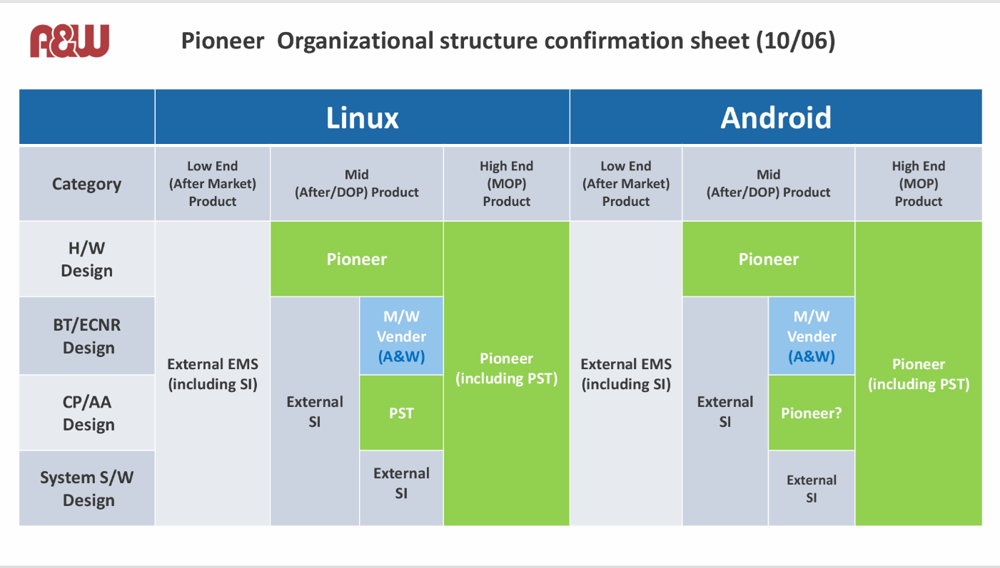 A&W
Pioneer  Organizational structure confirmation sheet (10/06)
Linux
Android
Category
Low End
(After Market)
Product
Mid
(After/DOP) Product
High End
(MOP)
Product
Low End
(After Market)
Product
Mid
(After/DOP) Product
High End
(MOP)
Product
H/W
Design
Pioneer
Pioneer
BT/ECNR
Design
M/W
Vender
(A&W)
M/W
Vender
(A&W)
External EMS
(including SI)
Pioneer
(including PST)
External EMS
(including SI)
Pioneer
(including PST)
CP/AA
Design
External
SI
PST
External
SI
Pioneer?
System S/W
Design
External
SI
External
SI